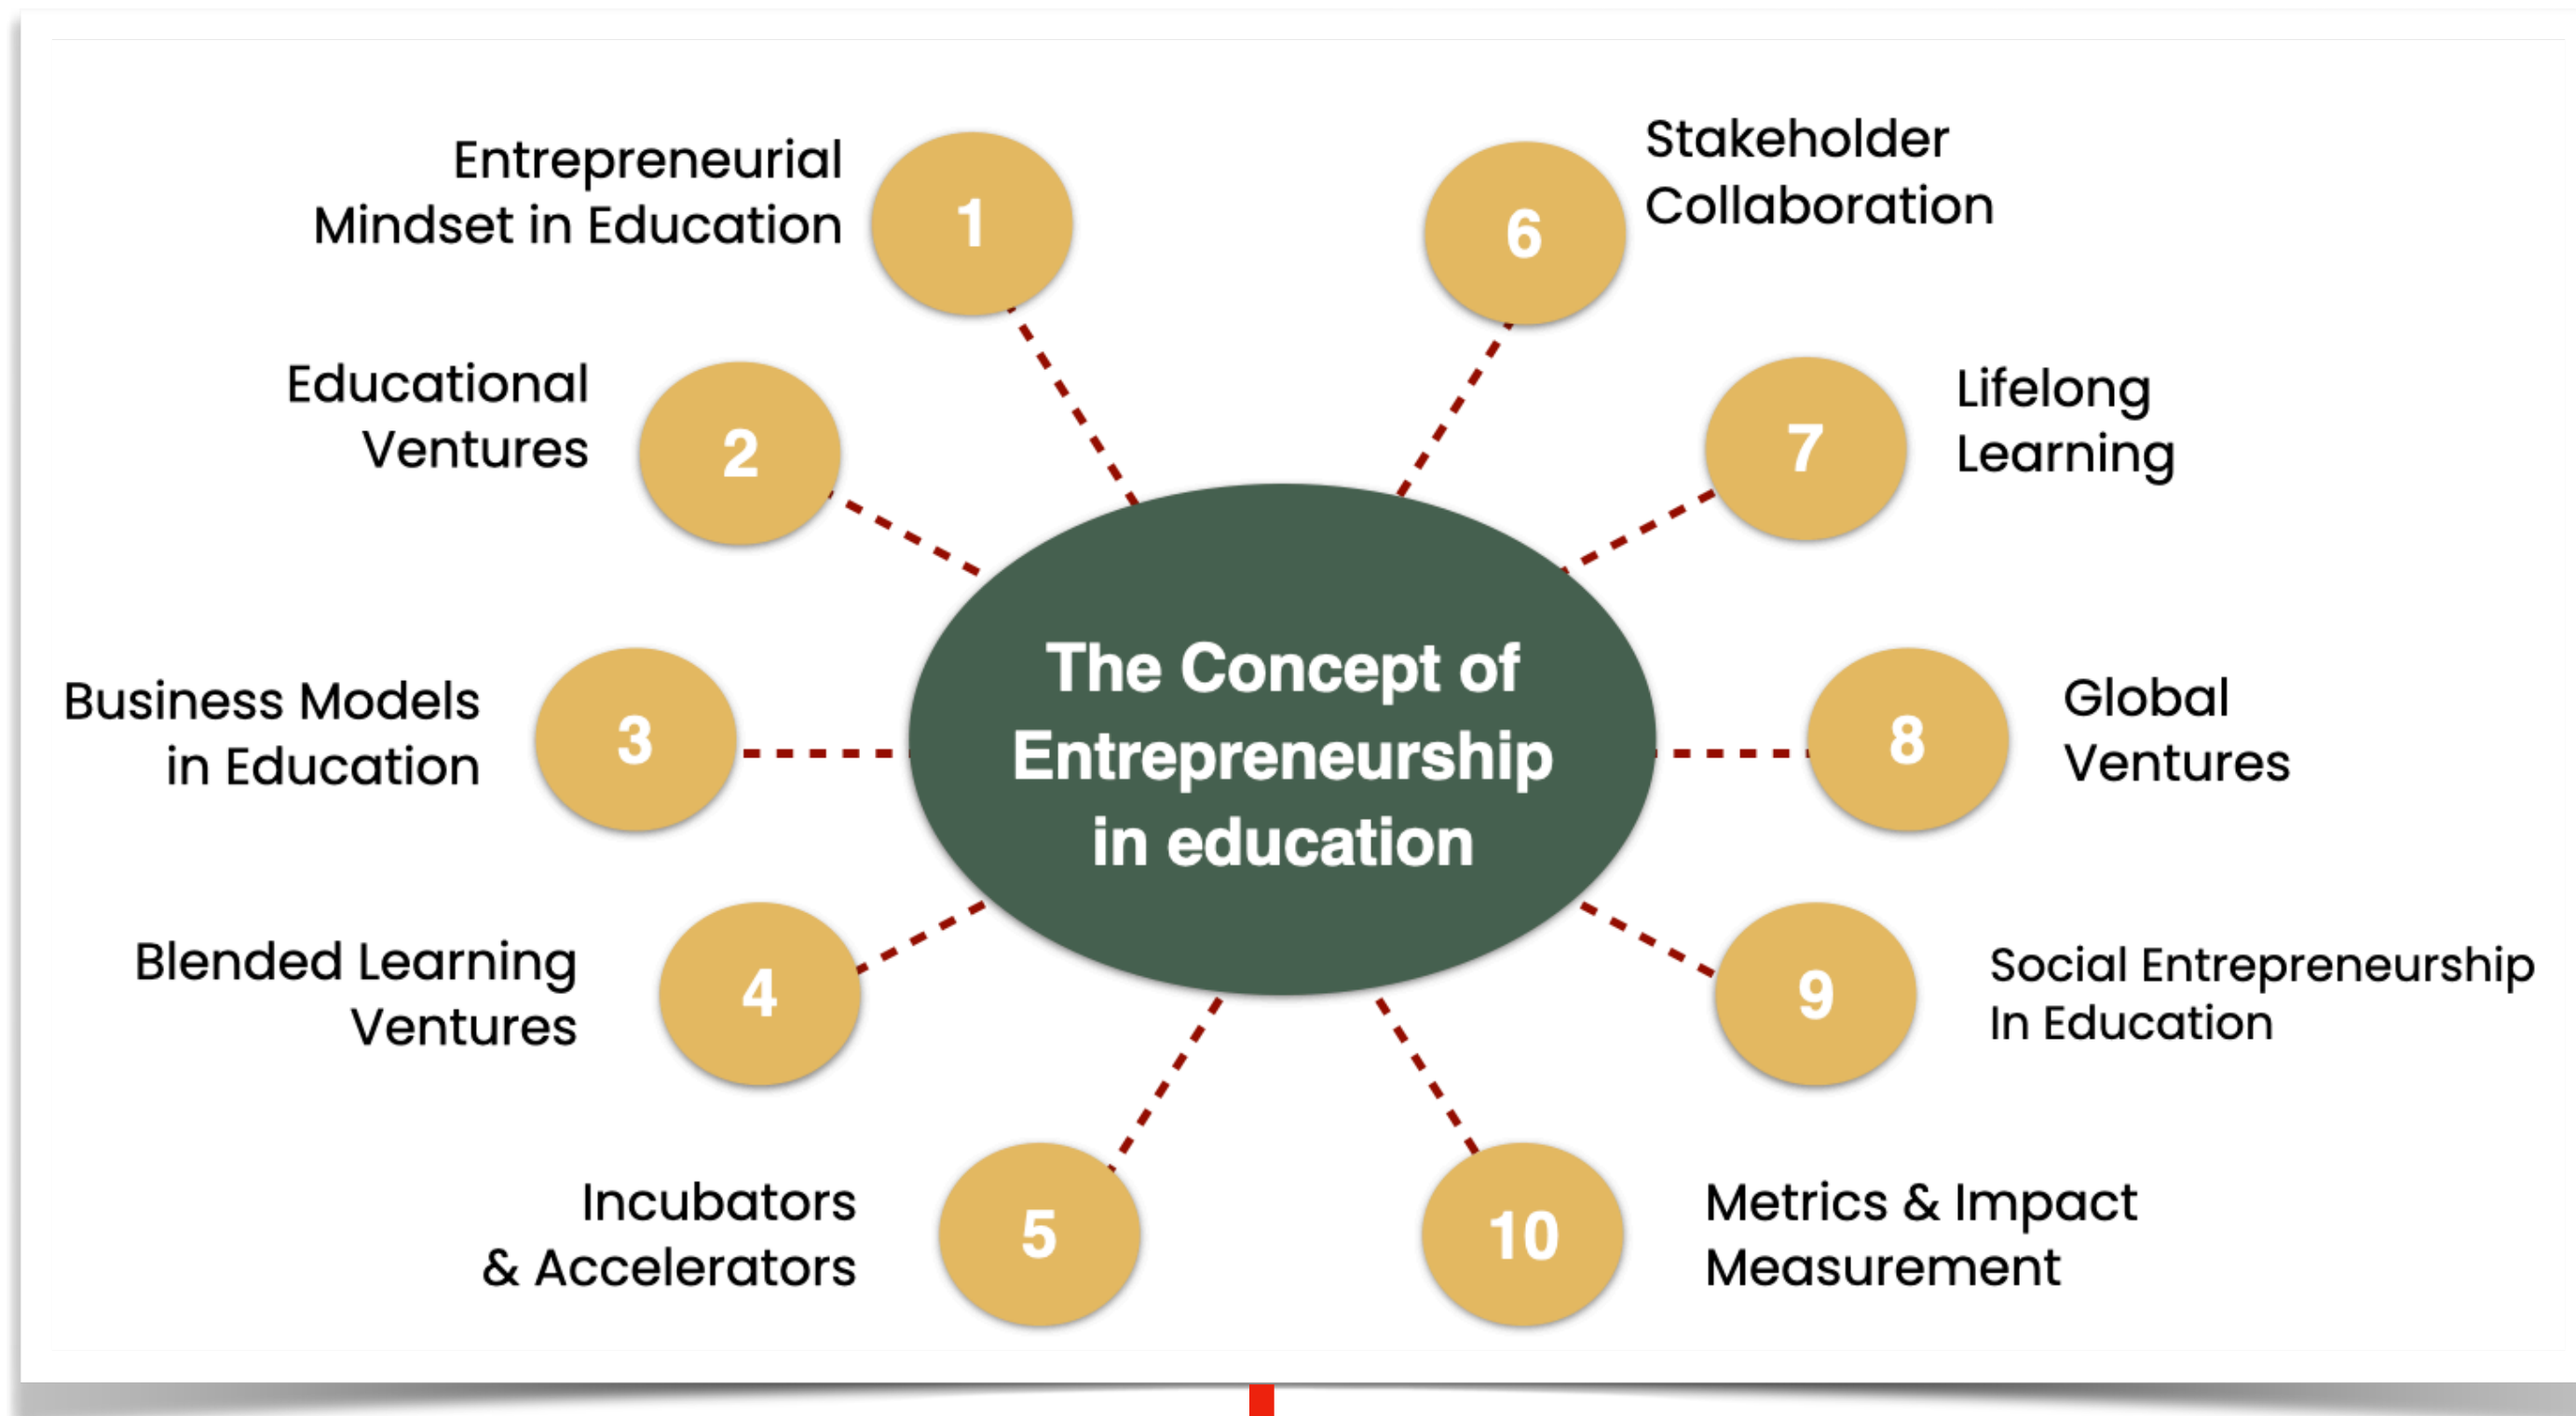 Entrepreneurial
Mindset in Education
1
Educational
Ventures
2
Business Models
in Education
3
Blended Learning
Ventures
4
Incubators
& Accelerators
5
The Concept of
Entrepreneurship
in education
6
Stakeholder
Collaboration
7
Lifelong
Learning
8
Global
Ventures
9
Social Entrepreneurship
In Education
10
Metrics & Impact
Measurement